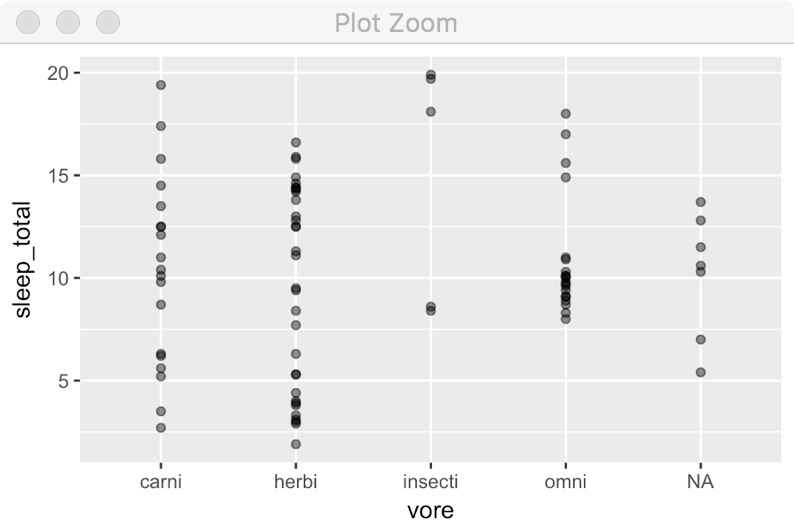 Plot Zoom
20
15
10
5
sleep_total
carni herbi insecti omni NA
vore